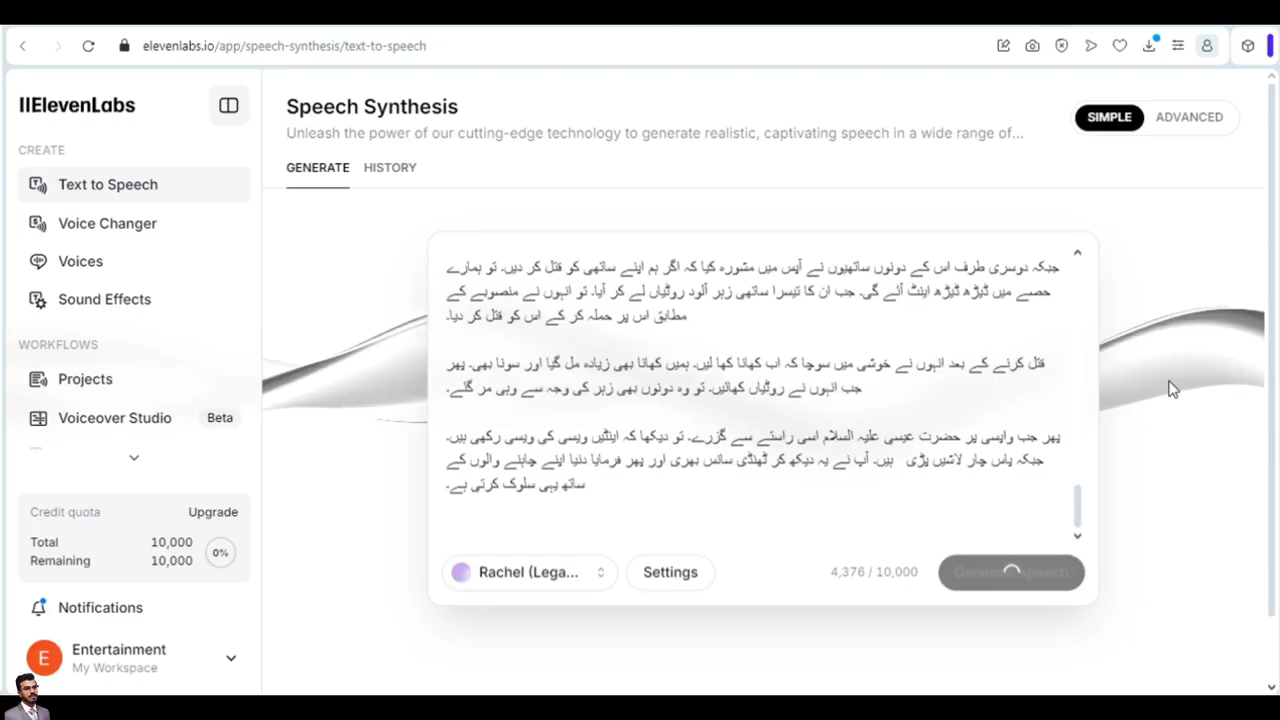 elevenlabs.io/app/speech-synthesis/text-to-speech
IIElevenLabs
CREATE
Text to Speech
Voice Changer
Voices
Sound Effects
WORKFLOWS
Projects
Voiceover Studio
Beta
Credit quota
Upgrade
Total
10,000
Remaining
10,000
0%
Notifications
E
Entertainment
My Workspace
Speech Synthesis
Unleash the power of our cutting-edge technology to generate realistic, captivating speech in a wide range of...
SIMPLE
ADVANCED
GENERATE
HISTORY
جبکہ دوسری طرف اس کے دونوں ساتھیوں نے آپس میں مشورہ کیا کہ اگر ہم اپنے ساتھی کو قتل کر دیں۔ تو ہمارے
حصے میں ڈیڑھ ڈیڑھ اینٹ آئے گی۔ جب ان کا تیسرا ساتھی زہر آلود روٹیاں لے کر آیا۔ تو انہوں نے منصوبے کے
مطابق اس پر حملہ کر کے اس کو قتل کر دیا۔
قتل کرنے کے بعد انہوں نے خوشی میں سوچا کہ اب کھانا کھا لیں۔ ہمیں کھانا بھی زیادہ مل گیا اور سونا بھی۔ پھر
جب انہوں نے روٹیاں کھائیں۔ تو وہ دونوں بھی زہر کی وجہ سے وہی مر گئے۔
پھر جب واپسی پر حضرت عیسی علیہ السلام اسی راستے سے گزرے۔ تو دیکھا کہ اینٹیں ویسی کی ویسی رکھی ہیں۔
جبکہ پاس چار لاشیں پڑی ہیں۔ آپ نے یہ دیکھ کر ٹھنڈی سانس بھری اور پھر فرمایا دنیا اپنے چاہنے والوں کے
ساتھ یہی سلوک کرتی ہے۔
Rachel (Lega...
Settings
4,376 / 10,000
Generate speech